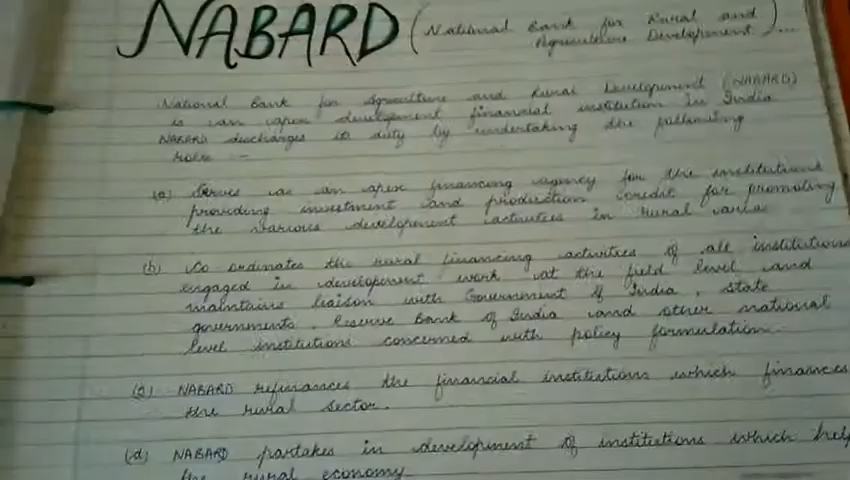 NABARD (National Bank for Rural and
Agriculture Development)...
National Bank for Agriculture and Rural Development (NABARD)
is an apex development financial institution in India
NABARD discharges its duty by undertaking the following
roles :-
(a) Serves as an apex financing agency for the institutions
providing investment and production credit for promoting
the various development activities in rural areas
(b) Co ordinates the rural financing activities of all institutions
engaged in development work at the field level and
maintains liaison with Government of India, state
governments, Reserve Bank of India and other national
level institutions concerned with policy formulation.
(c) NABARD refinances the financial institutions which finances
the rural sector.
(d) NABARD partakes in development of institutions which help
the rural economy